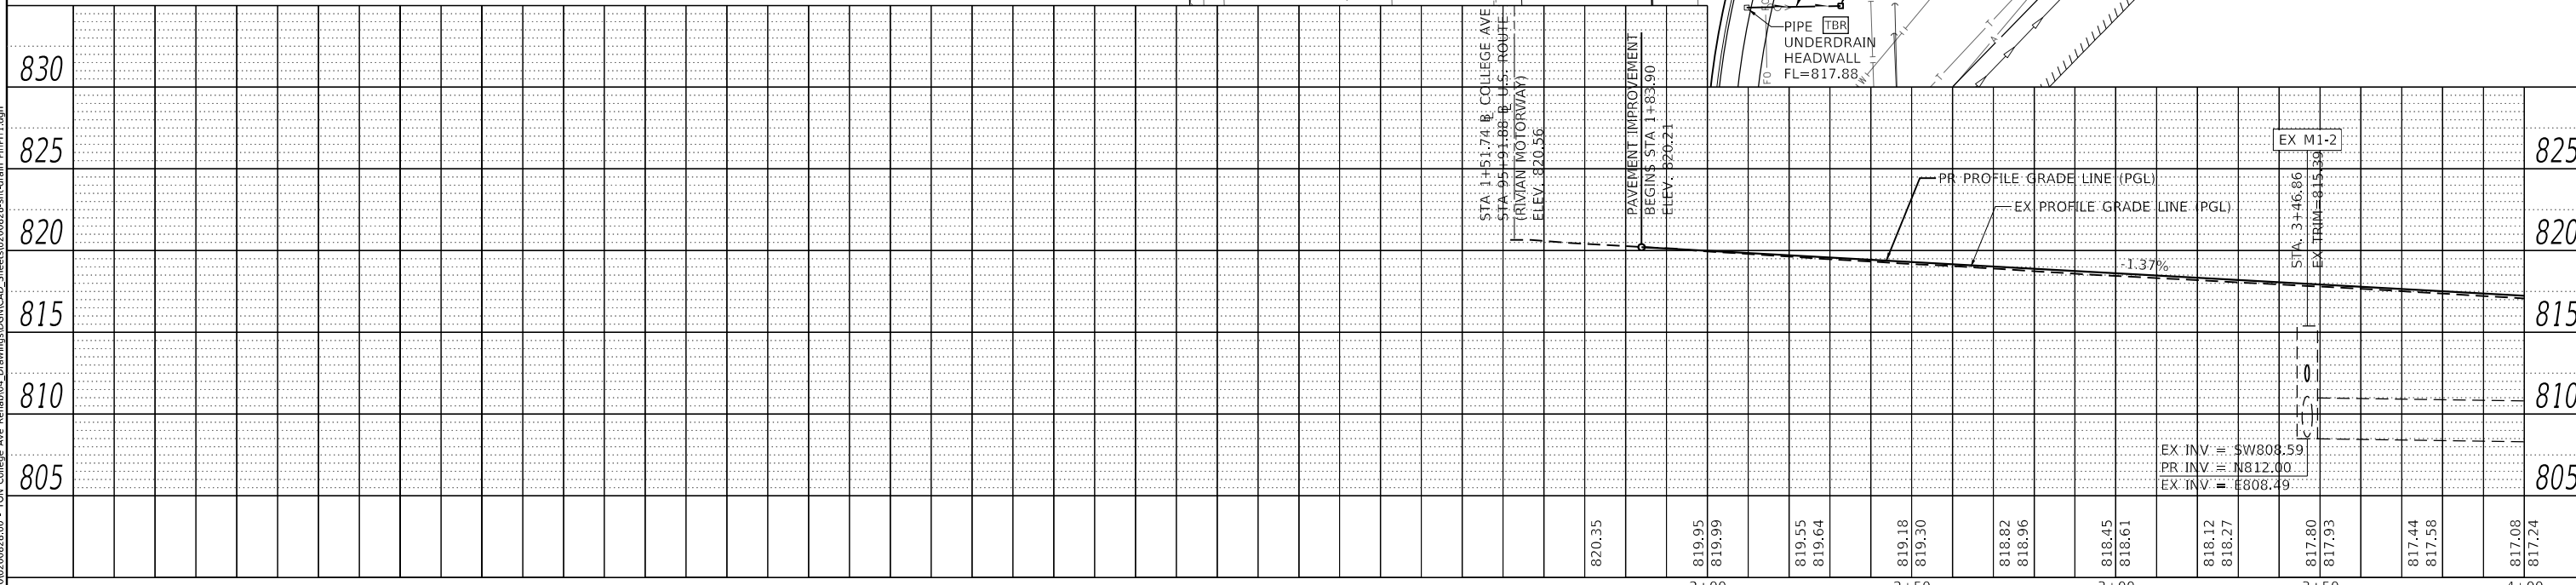 830
825
820
815
810
805
STA 1+51.74 B COLLEGE AVE
STA 95+91.88 B U.S. ROUTE
(RIVIAN MOTORWAY)
ELEV. 820.56
PAVEMENT IMPROVEMENT
BEGINS STA 1+83.90
ELEV. 820.21
PIPE TBR
UNDERDRAIN
HEADWALL
FL=817.88
FO
W
T
A
T
PR PROFILE GRADE LINE (PGL)
EX PROFILE GRADE LINE (PGL)
-1.37%
EX M1-2
STA. 3+46.86
EX TRIM=815.39
EX INV = SW808.59
PR INV = N812.00
EX INV = E808.49
825
820
815
810
805
820.35
819.95
819.99
819.55
819.64
819.18
819.30
818.82
818.96
818.45
818.61
818.12
818.27
817.80
817.93
817.44
817.58
817.08
817.24